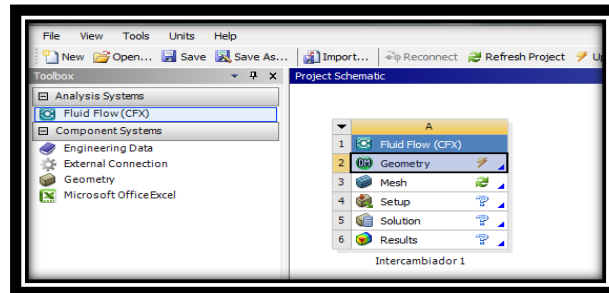 File View Tools Units Help
New Open... Save Save As... Import... Reconnect Refresh Project
Toolbox
Project Schematic
Analysis Systems
Fluid Flow (CFX)
Component Systems
Engineering Data
External Connection
Geometry
Microsoft Office Excel
A
1 Fluid Flow (CFX)
2 Geometry
3 Mesh
4 Setup
5 Solution
6 Results
Intercambiador 1